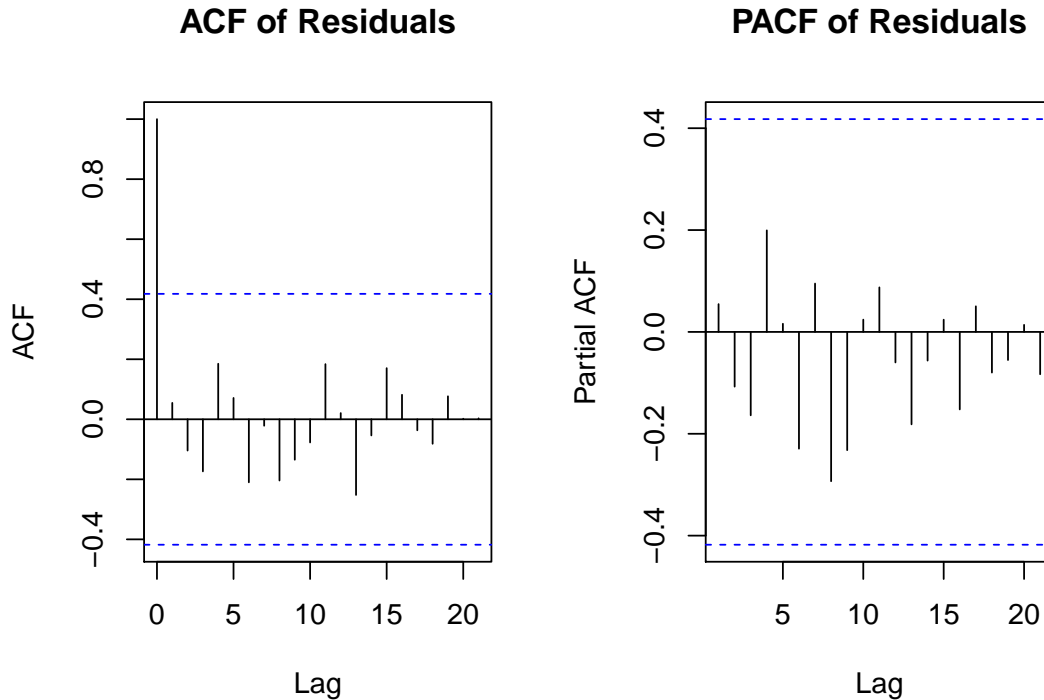 ACF of Residuals
ACF
0.8
0.4
0.0
−0.4
0 5 10 15 20
Lag
PACF of Residuals
Partial ACF
0.4
0.2
0.0
−0.2
−0.4
5 10 15 20
Lag